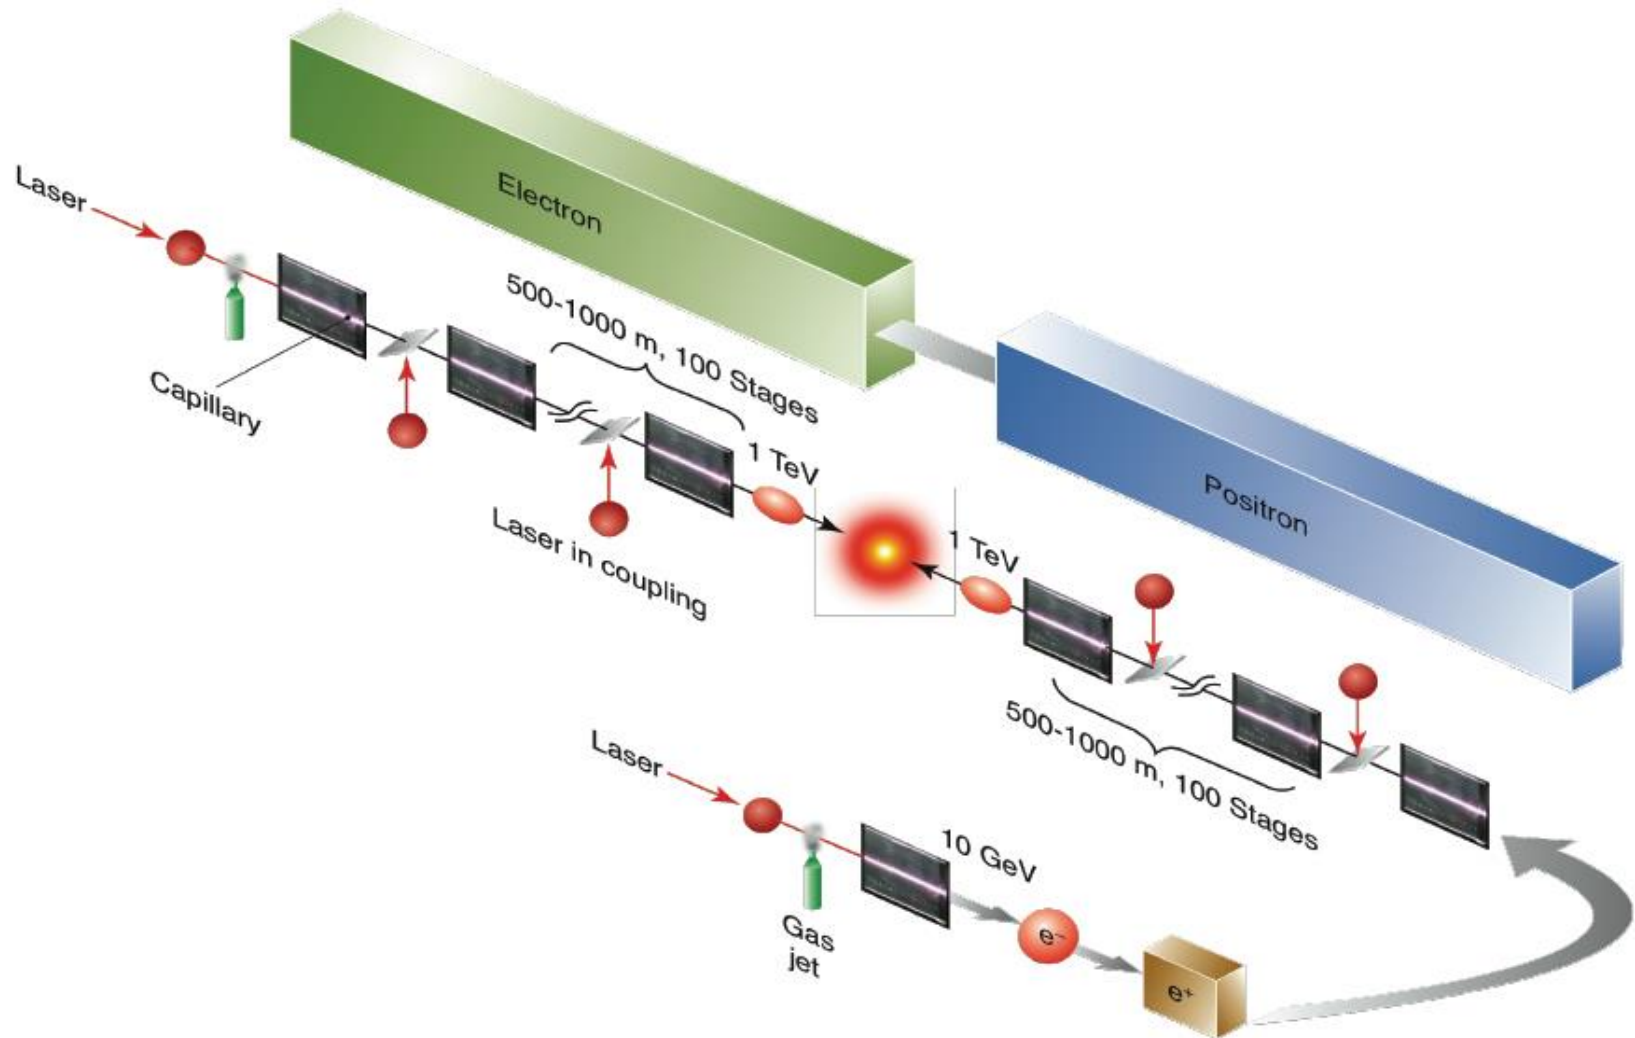 Electron
Laser
500-1000 m, 100 Stages
Capillary
1 TeV
Positron
Laser in coupling
1 TeV
500-1000 m, 100 Stages
Laser
10 GeV
Gas
jet
e⁻
e⁺